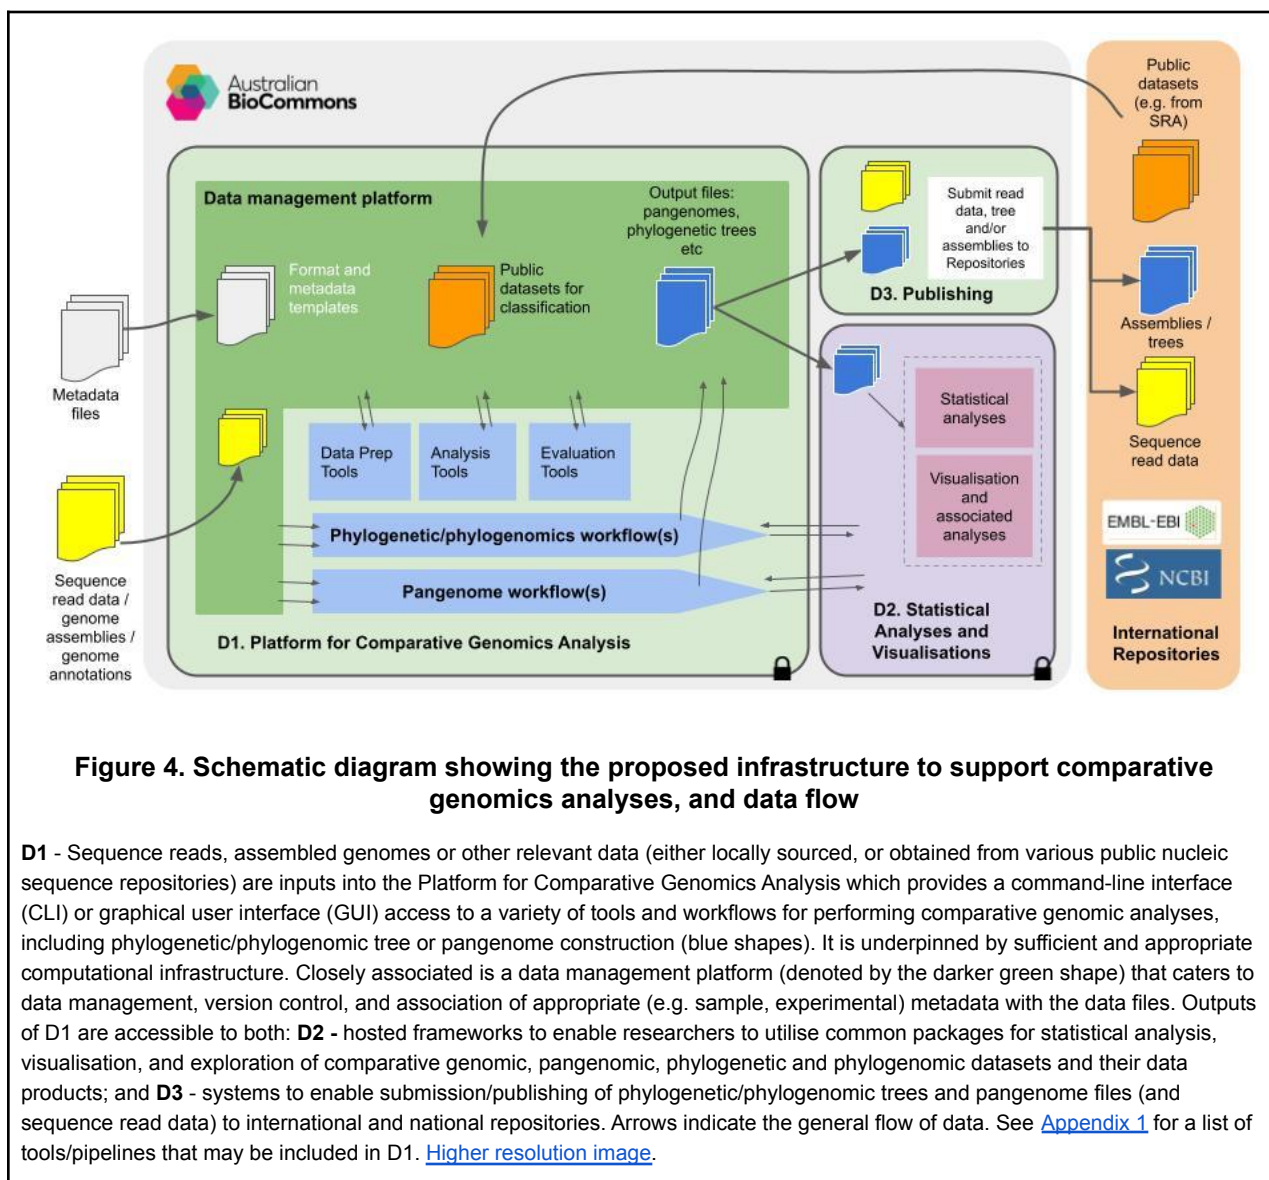 Australian
BioCommons
Public
datasets
(e.g. from
SRA)
Data management platform
Output files:
pangenomes,
phylogenetic trees
etc
Submit read
data, tree
and/or
assemblies to
Repositories
D3. Publishing
Format and
metadata
templates
Public
datasets for
classification
Metadata
files
Assemblies /
trees
Statistical
analyses
Data Prep
Tools
Analysis
Tools
Evaluation
Tools
Sequence
read data
Visualisation
and
associated
analyses
Phylogenetic/phylogenomics workflow(s)
Pangenome workflow(s)
EMBL-EBI
NCBI
Sequence
read data /
genome
assemblies /
genome
annotations
D1. Platform for Comparative Genomics Analysis
D2. Statistical
Analyses and
Visualisations
International
Repositories
Figure 4. Schematic diagram showing the proposed infrastructure to support comparative
genomics analyses, and data flow
D1 - Sequence reads, assembled genomes or other relevant data (either locally sourced, or obtained from various public nucleic
sequence repositories) are inputs into the Platform for Comparative Genomics Analysis which provides a command-line interface
(CLI) or graphical user interface (GUI) access to a variety of tools and workflows for performing comparative genomic analyses,
including phylogenetic/phylogenomic tree or pangenome construction (blue shapes). It is underpinned by sufficient and appropriate
computational infrastructure. Closely associated is a data management platform (denoted by the darker green shape) that caters to
data management, version control, and association of appropriate (e.g. sample, experimental) metadata with the data files. Outputs
of D1 are accessible to both: D2 - hosted frameworks to enable researchers to utilise common packages for statistical analysis,
visualisation, and exploration of comparative genomic, pangenomic, phylogenetic and phylogenomic datasets and their data
products; and D3 - systems to enable submission/publishing of phylogenetic/phylogenomic trees and pangenome files (and
sequence read data) to international and national repositories. Arrows indicate the general flow of data. See Appendix 1 for a list of
tools/pipelines that may be included in D1. Higher resolution image.